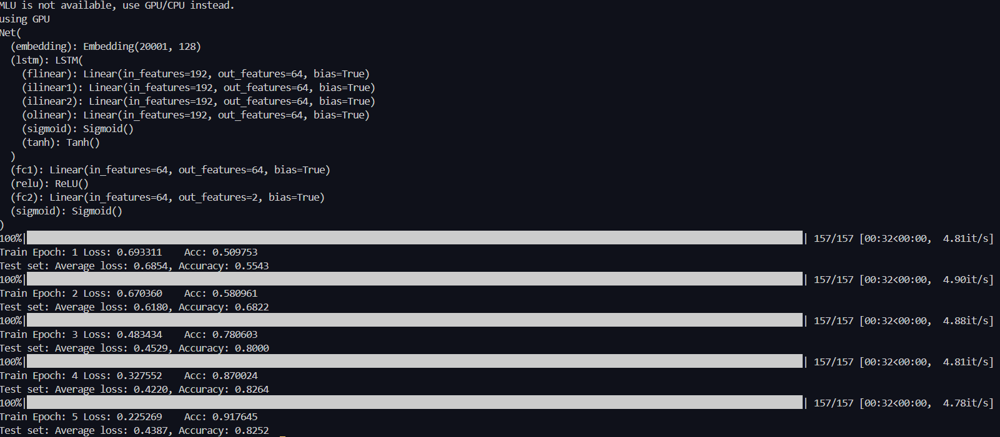 MLU is not available, use GPU/CPU instead.
using GPU
Net(
  (embedding): Embedding(20001, 128)
  (lstm): LSTM(
    (flinear): Linear(in_features=192, out_features=64, bias=True)
    (ilinear1): Linear(in_features=192, out_features=64, bias=True)
    (ilinear2): Linear(in_features=192, out_features=64, bias=True)
    (olinear): Linear(in_features=192, out_features=64, bias=True)
    (sigmoid): Sigmoid()
    (tanh): Tanh()
  )
  (fc1): Linear(in_features=64, out_features=64, bias=True)
  (relu): ReLU()
  (fc2): Linear(in_features=64, out_features=2, bias=True)
  (sigmoid): Sigmoid()
)
100%| | 157/157 [00:32<00:00,  4.81it/s]
Train Epoch: 1 Loss: 0.693311    Acc: 0.509753
Test set: Average loss: 0.6854, Accuracy: 0.5543
100%| | 157/157 [00:32<00:00,  4.90it/s]
Train Epoch: 2 Loss: 0.670360    Acc: 0.580961
Test set: Average loss: 0.6180, Accuracy: 0.6822
100%| | 157/157 [00:32<00:00,  4.88it/s]
Train Epoch: 3 Loss: 0.483434    Acc: 0.780603
Test set: Average loss: 0.4529, Accuracy: 0.8000
100%| | 157/157 [00:32<00:00,  4.81it/s]
Train Epoch: 4 Loss: 0.327552    Acc: 0.870024
Test set: Average loss: 0.4220, Accuracy: 0.8264
100%| | 157/157 [00:32<00:00,  4.78it/s]
Train Epoch: 5 Loss: 0.225269    Acc: 0.917645
Test set: Average loss: 0.4387, Accuracy: 0.8252